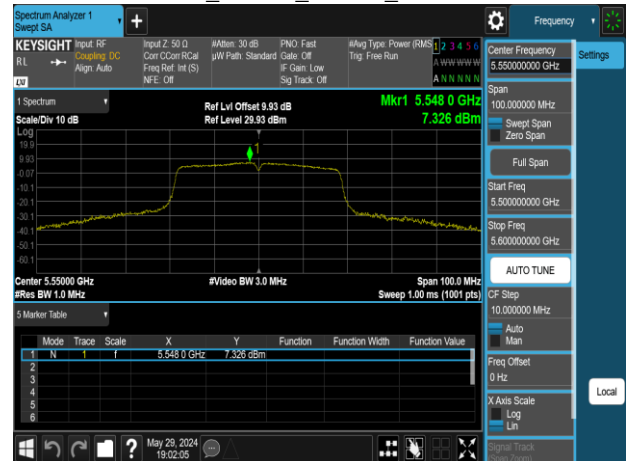 Spectrum Analyzer 1
Swept SA
+
Frequency
KEYSIGHT
RL
LXI
Input: RF
Coupling: DC
Align: Auto
Input Z: 50 Ω
Corr CCorr RCal
Freq Ref: Int (S)
NFE: Off
#Atten: 30 dB
µW Path: Standard
PNO: Fast
Gate: Off
IF Gain: Low
Sig Track: Off
#Avg Type: Power (RMS)
Trig: Free Run
1 2 3 4 5 6
A W W W W W
A N N N N N
1 Spectrum
Scale/Div 10 dB
Ref Lvl Offset 9.93 dB
Ref Level 29.93 dBm
Mkr1 5.548 0 GHz
7.326 dBm
Log
19.9
9.93
-0.07
-10.1
-20.1
-30.1
-40.1
-50.1
-60.1
1
Center 5.55000 GHz
#Res BW 1.0 MHz
#Video BW 3.0 MHz
Span 100.0 MHz
Sweep 1.00 ms (1001 pts)
5 Marker Table
Mode Trace Scale X Y Function Function Width Function Value
1 N 1 f 5.548 0 GHz 7.326 dBm
2
3
4
5
6
Center Frequency
5.550000000 GHz
Settings
Span
100.000000 MHz
Swept Span
Zero Span
Full Span
Start Freq
5.500000000 GHz
Stop Freq
5.600000000 GHz
AUTO TUNE
CF Step
10.000000 MHz
Auto
Man
Freq Offset
0 Hz
X Axis Scale
Log
Lin
Local
Signal Track
(Span Zoom)
?
May 29, 2024
19:02:05